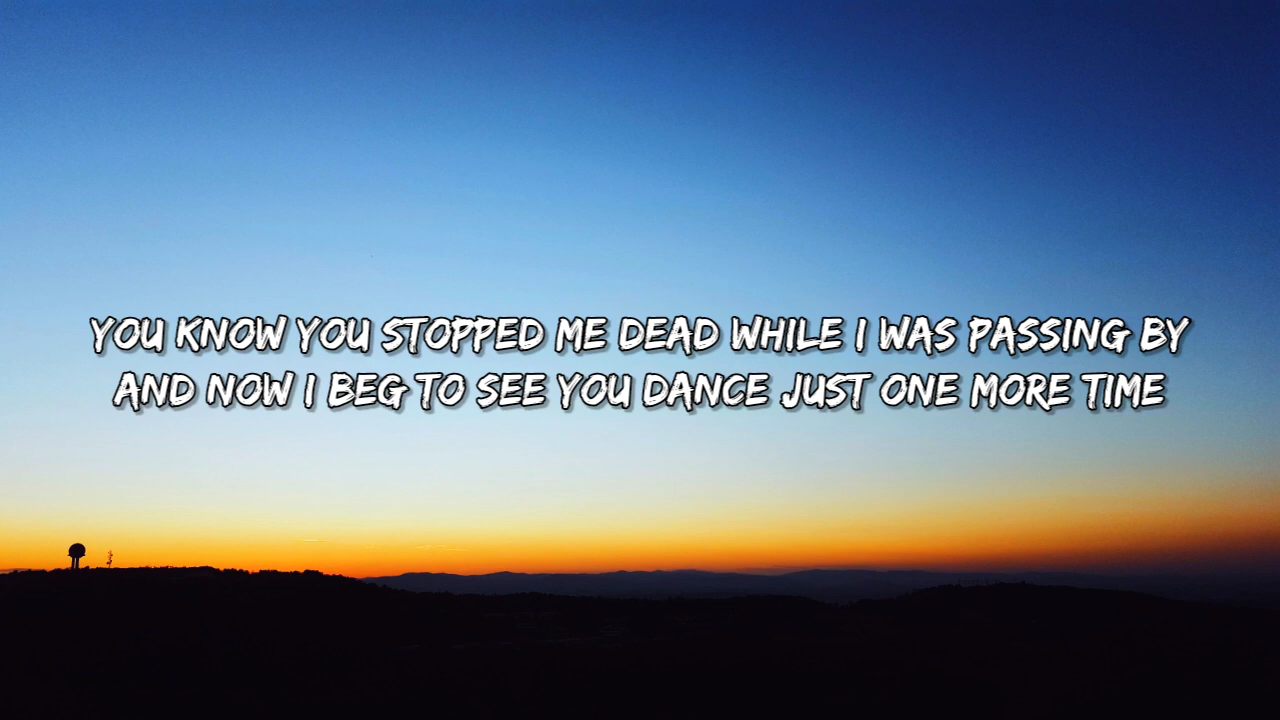 YOU KNOW YOU STOPPED ME DEAD WHILE I WAS PASSING BY
AND NOW I BEG TO SEE YOU DANCE JUST ONE MORE TIME